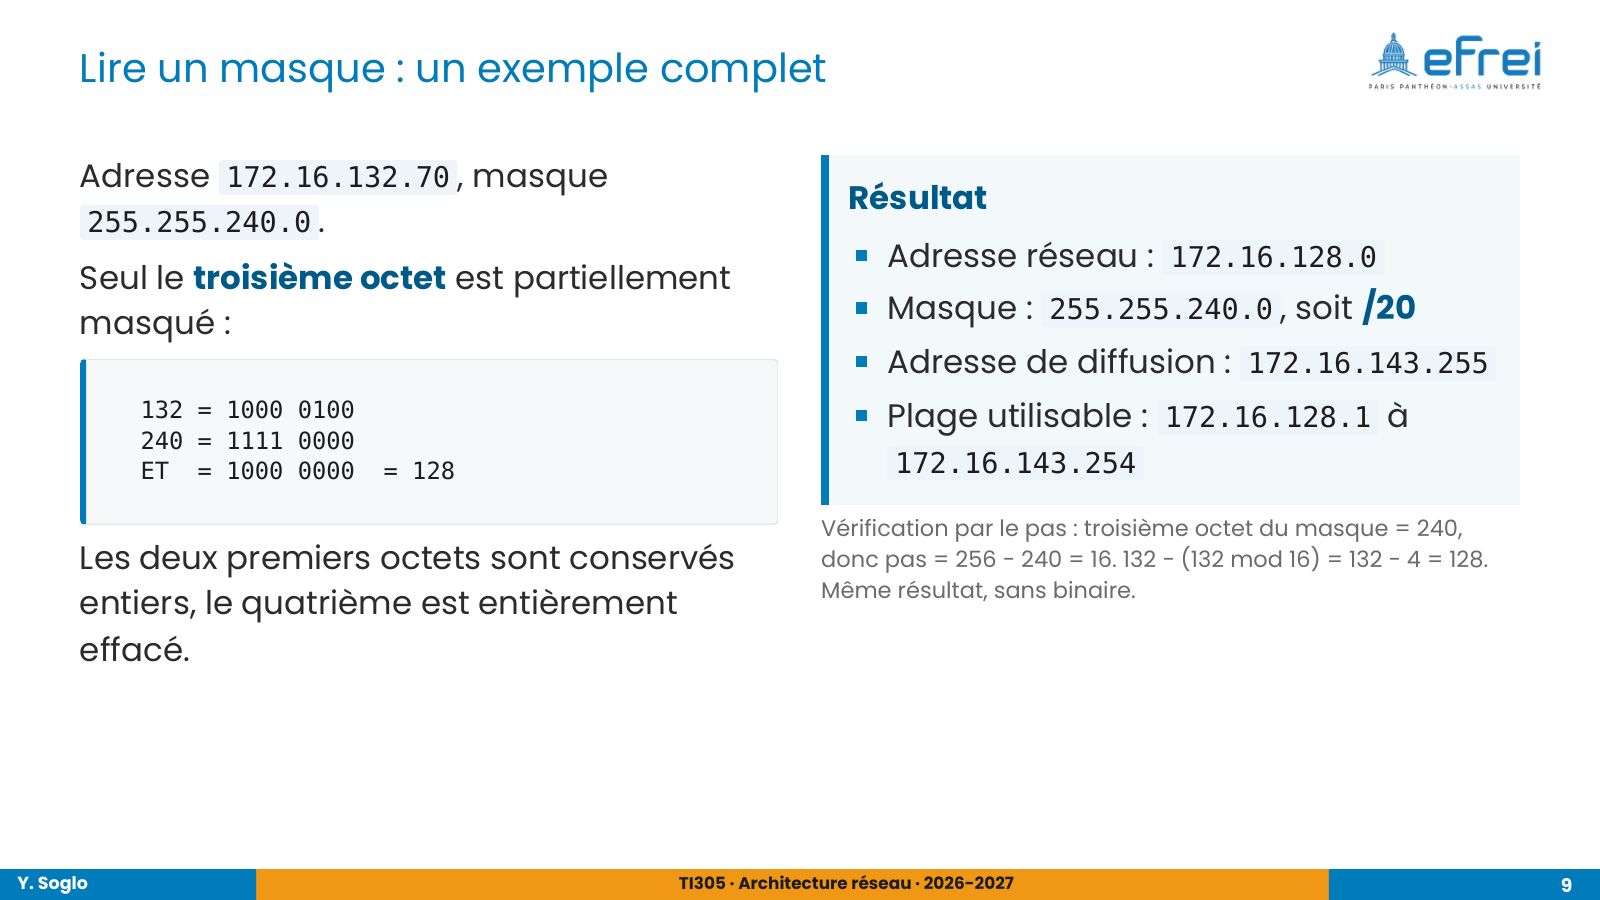 Lire un masque : un exemple complet
efrei
PARIS PANTHÉON-ASSAS UNIVERSITÉ
Adresse 172.16.132.70, masque
255.255.240.0.
Seul le troisième octet est partiellement
masqué :
132 = 1000 0100
240 = 1111 0000
ET  = 1000 0000  = 128
Les deux premiers octets sont conservés
entiers, le quatrième est entièrement
effacé.
Résultat
▪ Adresse réseau : 172.16.128.0
▪ Masque : 255.255.240.0, soit /20
▪ Adresse de diffusion : 172.16.143.255
▪ Plage utilisable : 172.16.128.1 à
172.16.143.254
Vérification par le pas : troisième octet du masque = 240,
donc pas = 256 − 240 = 16. 132 − (132 mod 16) = 132 − 4 = 128.
Même résultat, sans binaire.
Y. Soglo
TI305 · Architecture réseau · 2026-2027
9